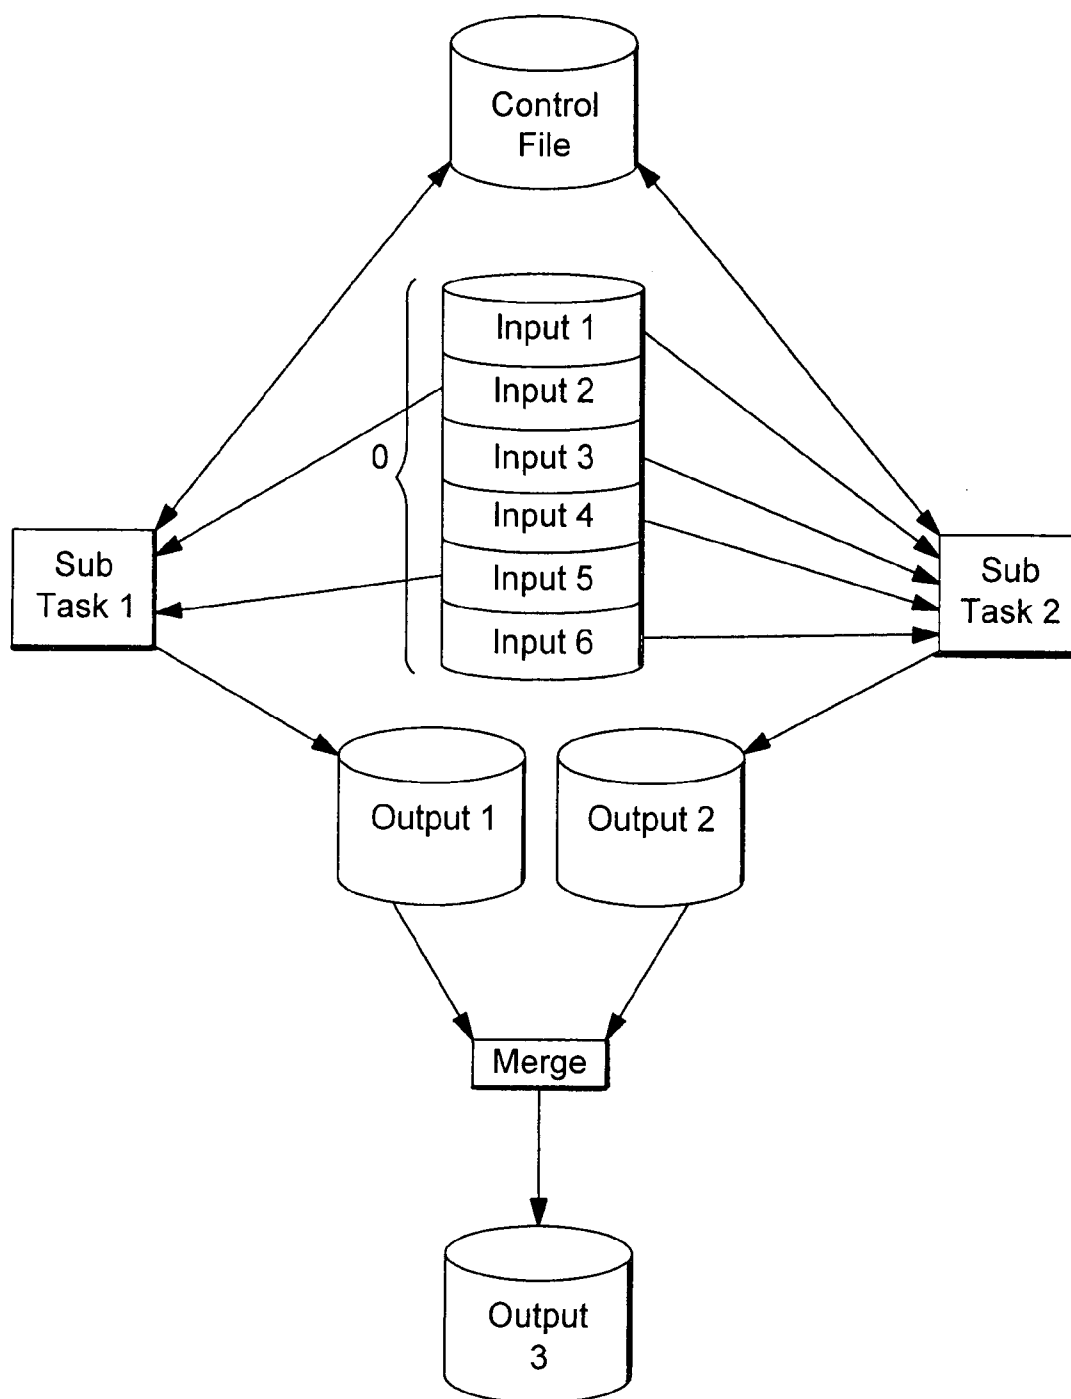 Control
File
Input 1
Input 2
0
Input 3
Input 4
Input 5
Input 6
Sub
Task 1
Sub
Task 2
Output 1
Output 2
Merge
Output
3